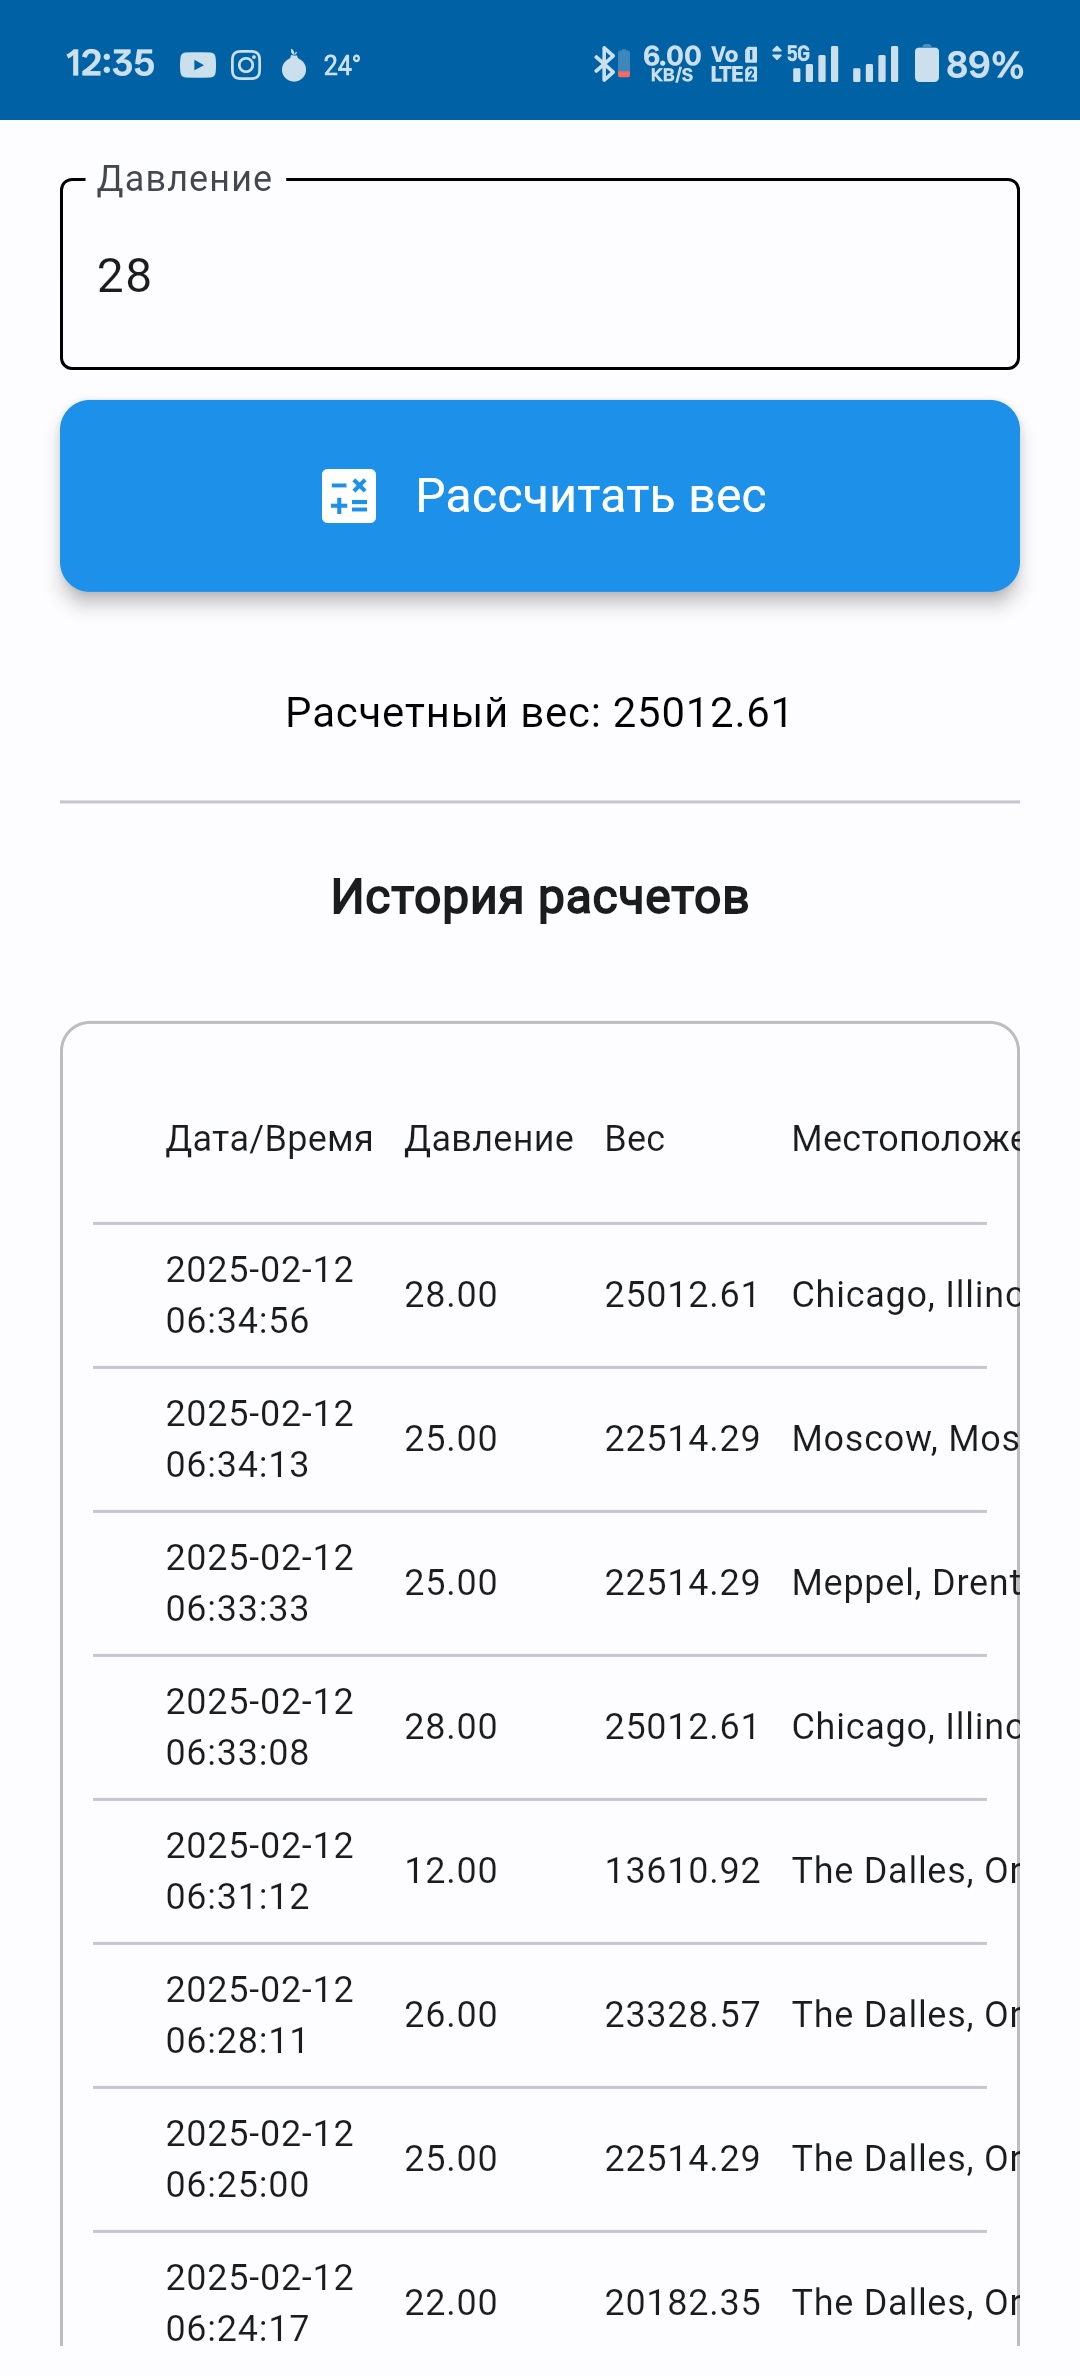 12:35 24° 6.00 KB/S Vo LTE 1 2 5G 89%
Давление
28
Рассчитать вес
Расчетный вес: 25012.61
История расчетов
Дата/Время Давление Вес Местоположе
2025-02-12
06:34:56 28.00 25012.61 Chicago, Illino
2025-02-12
06:34:13 25.00 22514.29 Moscow, Mos
2025-02-12
06:33:33 25.00 22514.29 Meppel, Drent
2025-02-12
06:33:08 28.00 25012.61 Chicago, Illino
2025-02-12
06:31:12 12.00 13610.92 The Dalles, Or
2025-02-12
06:28:11 26.00 23328.57 The Dalles, Or
2025-02-12
06:25:00 25.00 22514.29 The Dalles, Or
2025-02-12
06:24:17 22.00 20182.35 The Dalles, Or